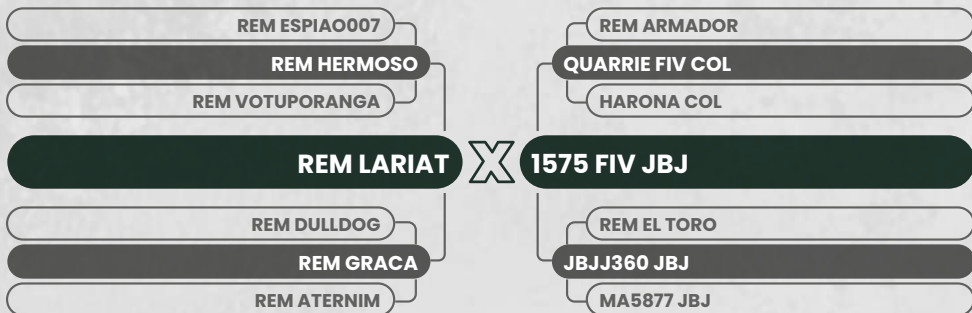 REM ESPIAO007
REM HERMOSO
REM VOTUPORANGA
REM LARIAT
REM DULLDOG
REM GRACA
REM ATERNIM
X
REM ARMADOR
QUARRIE FIV COL
HARONA COL
1575 FIV JBJ
REM EL TORO
JBJJ360 JBJ
MA5877 JBJ